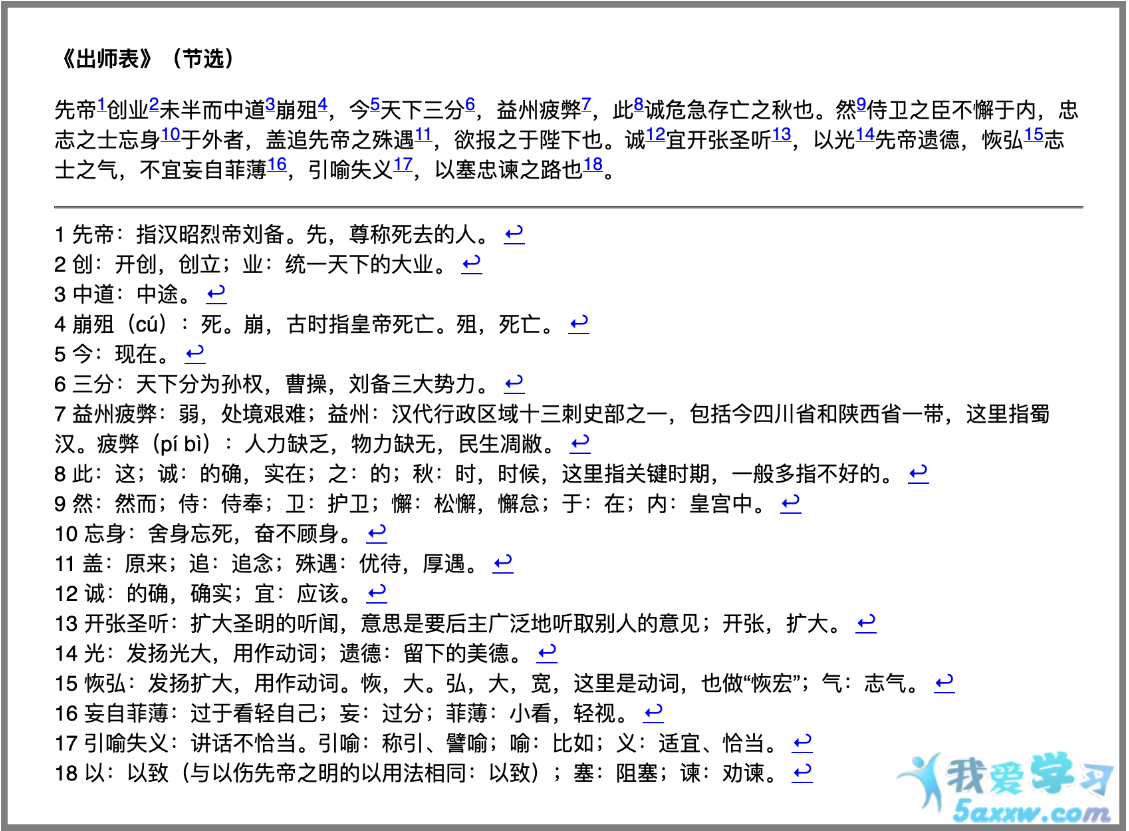 《出师表》（节选）
先帝1创业2未半而中道3崩殂4，今5天下三分6，益州疲弊7，此8诚危急存亡之秋也。然9侍卫之臣不懈于内，忠
志之士忘身10于外者，盖追先帝之殊遇11，欲报之于陛下也。诚12宜开张圣听13，以光14先帝遗德，恢弘15志
士之气，不宜妄自菲薄16，引喻失义17，以塞忠谏之路也18。
1 先帝：指汉昭烈帝刘备。先，尊称死去的人。 ↩
2 创：开创，创立；业：统一天下的大业。 ↩
3 中道：中途。 ↩
4 崩殂（cú）：死。崩，古时指皇帝死亡。殂，死亡。 ↩
5 今：现在。 ↩
6 三分：天下分为孙权，曹操，刘备三大势力。 ↩
7 益州疲弊：弱，处境艰难；益州：汉代行政区域十三刺史部之一，包括今四川省和陕西省一带，这里指蜀
汉。疲弊（pí bì）：人力缺乏，物力缺无，民生凋敝。 ↩
8 此：这；诚：的确，实在；之：的；秋：时，时候，这里指关键时期，一般多指不好的。 ↩
9 然：然而；侍：侍奉；卫：护卫；懈：松懈，懈怠；于：在；内：皇宫中。 ↩
10 忘身：舍身忘死，奋不顾身。 ↩
11 盖：原来；追：追念；殊遇：优待，厚遇。 ↩
12 诚：的确，确实；宜：应该。 ↩
13 开张圣听：扩大圣明的听闻，意思是要后主广泛地听取别人的意见；开张，扩大。 ↩
14 光：发扬光大，用作动词；遗德：留下的美德。 ↩
15 恢弘：发扬扩大，用作动词。恢，大。弘，大，宽，这里是动词，也做“恢宏”；气：志气。 ↩
16 妄自菲薄：过于看轻自己；妄：过分；菲薄：小看，轻视。 ↩
17 引喻失义：讲话不恰当。引喻：称引、譬喻；喻：比如；义：适宜、恰当。 ↩
18 以：以致（与以伤先帝之明的以用法相同：以致）；塞：阻塞；谏：劝谏。 ↩
我爱学习
5axxw.com